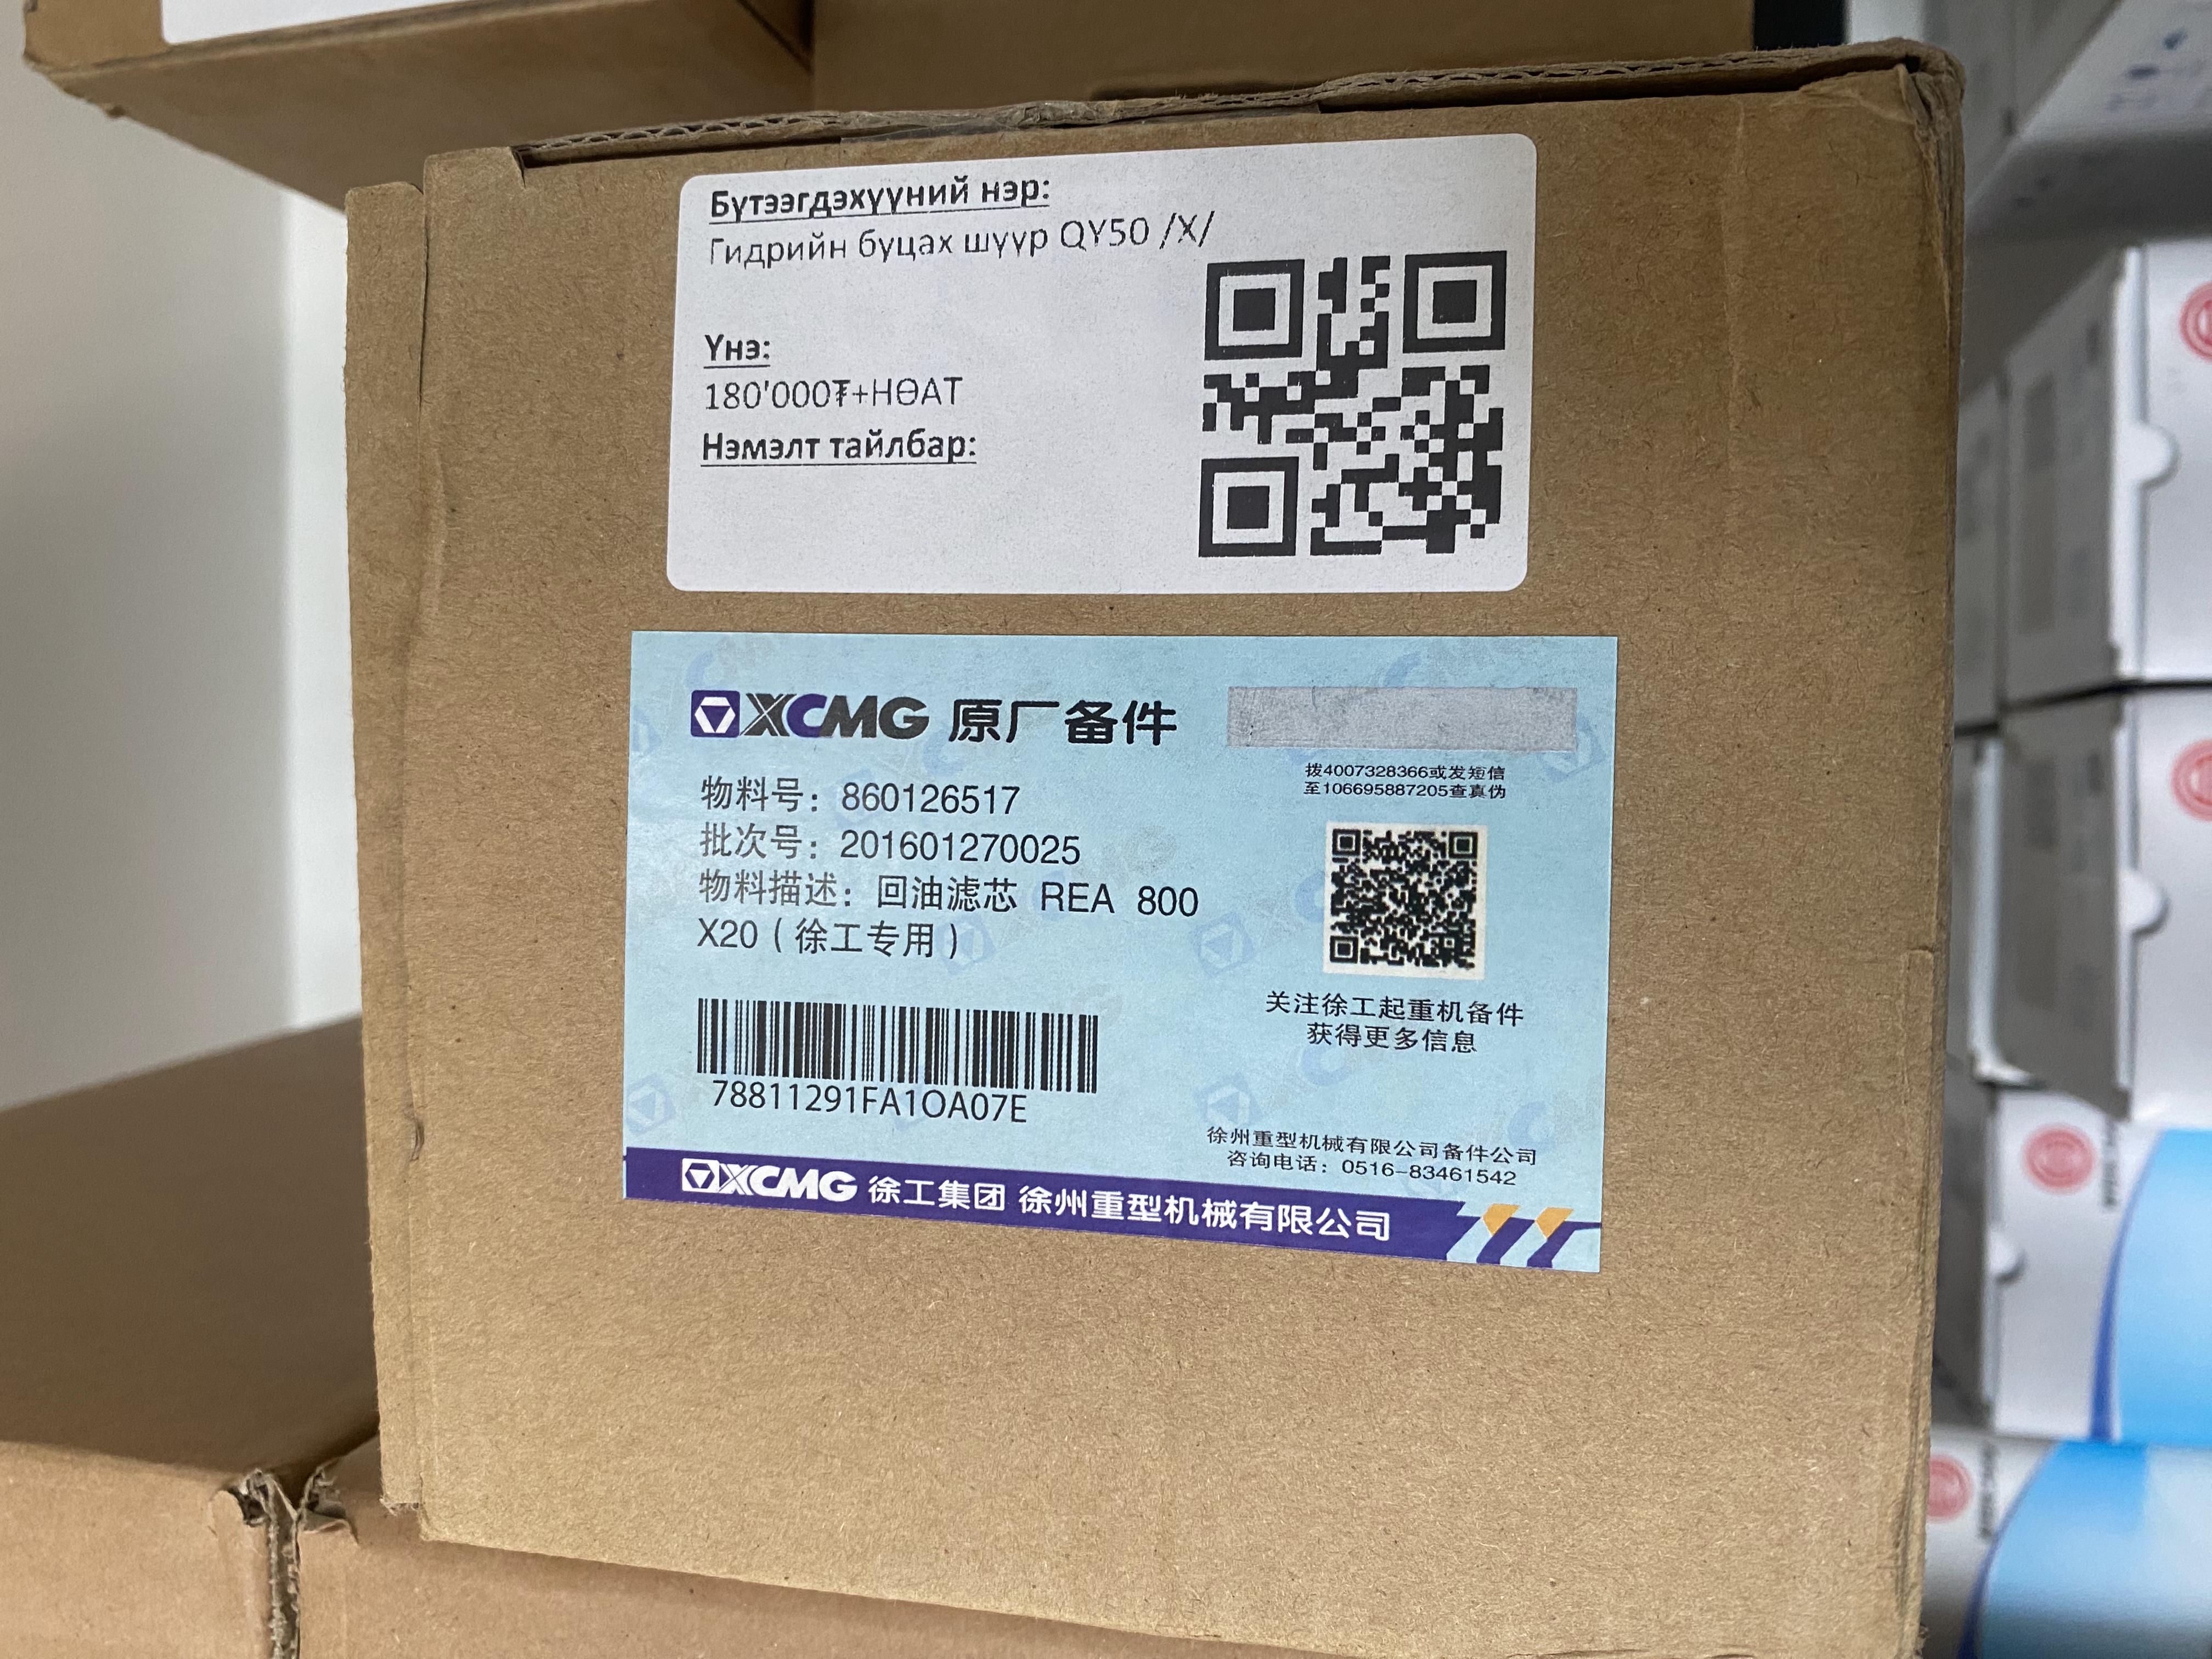 Бүтээгдэхүүний нэр:
Гидрийн буцах шүүр QY50 /X/
Үнэ:
180'000₮+НӨАТ
Нэмэлт тайлбар:
XCMG 原厂备件
物料号：860126517
批次号：201601270025
物料描述：回油滤芯 REA 800
X20（徐工专用）
78811291FA1OA07E
拨4007328366或发短信
至106695887205查真伪
关注徐工起重机备件
获得更多信息
徐州重型机械有限公司备件公司
咨询电话：0516-83461542
XCMG 徐工集团 徐州重型机械有限公司